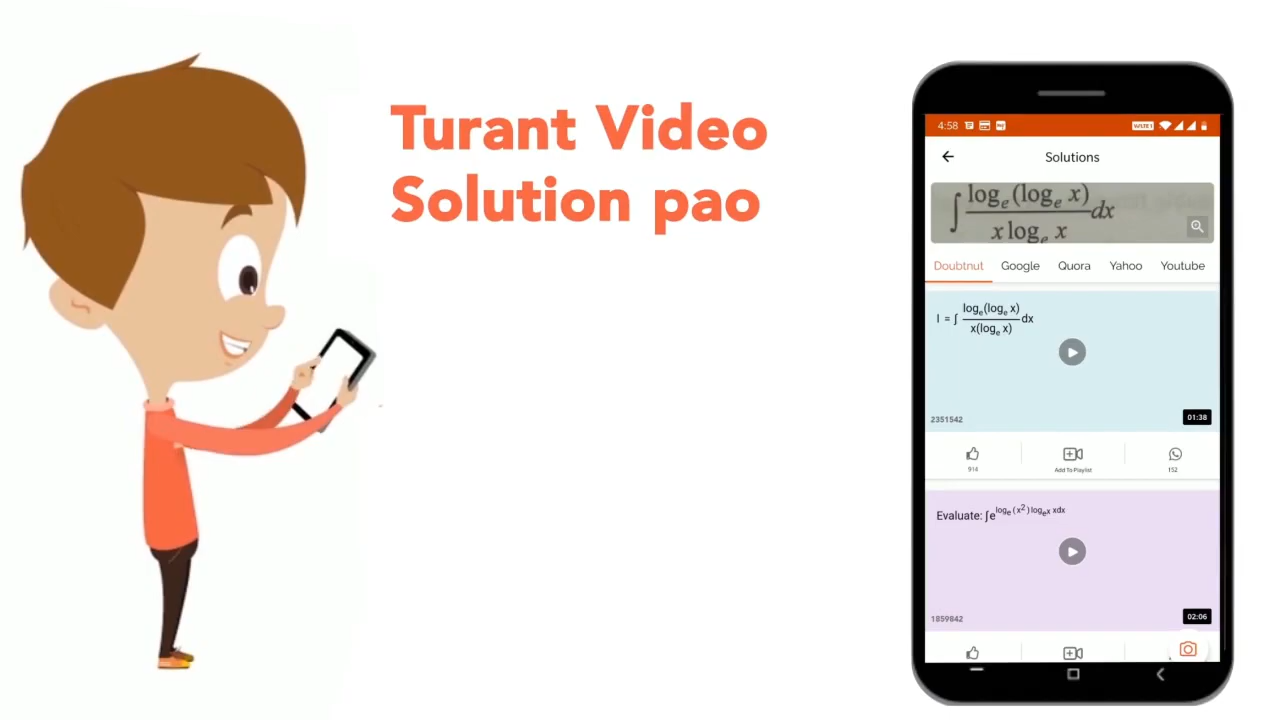 Turant Video
Solution pao
4:58
Solutions
∫ logₑ(logₑ x) / x logₑ x dx
Doubtnut Google Quora Yahoo Youtube
I = ∫ logₑ(logₑ x) / x(logₑ x) dx
2351542 01:38
914 Add To Playlist 152
Evaluate: ∫e^logₑ(x²)logₑx xdx
1859842 02:06